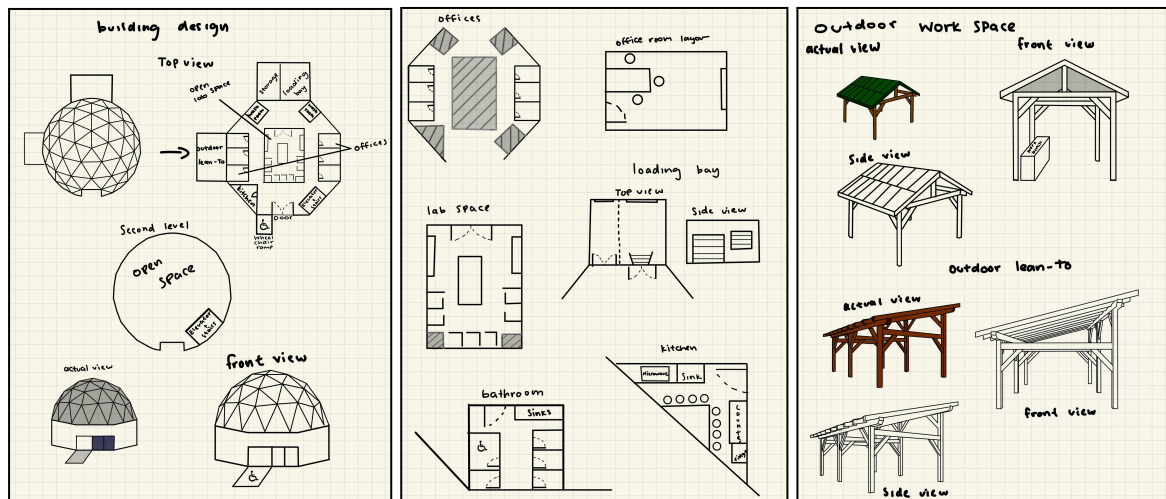 building design
Top view
open
lab space
storage
loading
bay
outdoor
lean-To
offices
kitchen
Elevator
stairs
Door
wheel
chair
ramp
Second level
open
space
Elevator
+
stairs
actual view
front view
offices
office room layout
loading bay
Top view
Side view
lab space
kitchen
microwave
Sink
counter
fridge
bathroom
Sinks
outdoor work space
actual view
front view
Side view
outdoor lean-To
actual view
front view
Side view